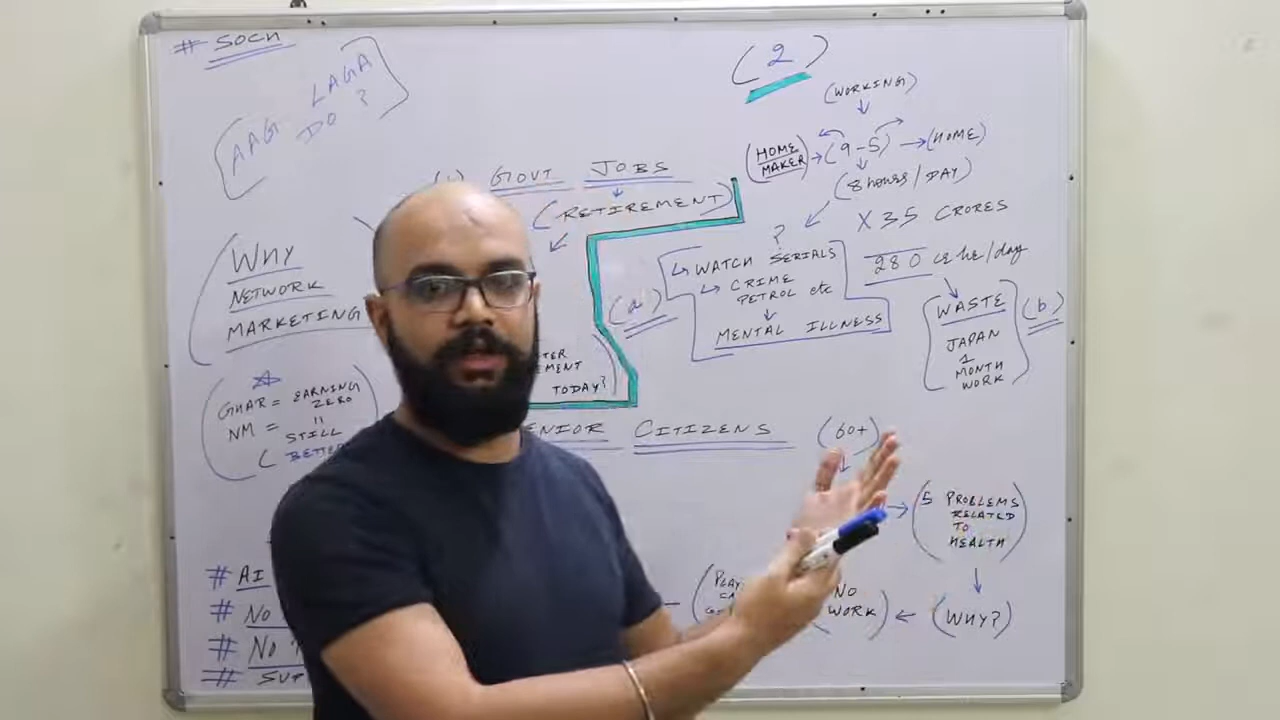 # SOCH
AAG LAGA
DO ?
WHY
NETWORK
MARKETING
GHAR = EARNING
ZERO
NM = STILL
BETTER
# AI
# NO
# NO
#
GOVT JOBS
(RETIREMENT)
TODAY?
CITIZENS (60+)
(2)
(WORKING)
(HOME MAKER) → (9-5) → (HOME)
(8 HOURS/DAY)
X 35 CRORES
280 CR HR/DAY
?
(a)
WATCH SERIALS
CRIME
PETROL ETC
MENTAL ILLNESS
WASTE (b)
JAPAN
1
MONTH
WORK
5 PROBLEMS
RELATED
TO
HEALTH
(WHY?)
NO
WORK